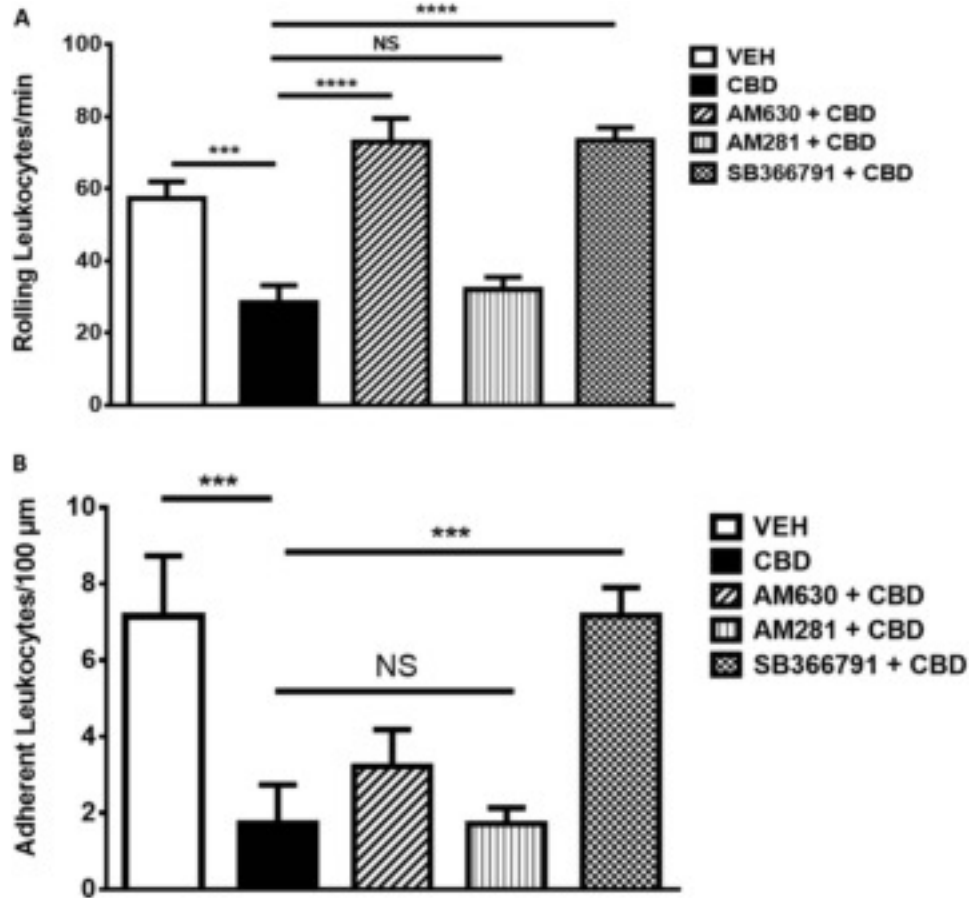 A
Rolling Leukocytes/min
100
80
60
40
20
0
***
****
NS
****
VEH
CBD
AM630 + CBD
AM281 + CBD
SB366791 + CBD
B
Adherent Leukocytes/100 µm
10
8
6
4
2
0
***
NS
***
VEH
CBD
AM630 + CBD
AM281 + CBD
SB366791 + CBD